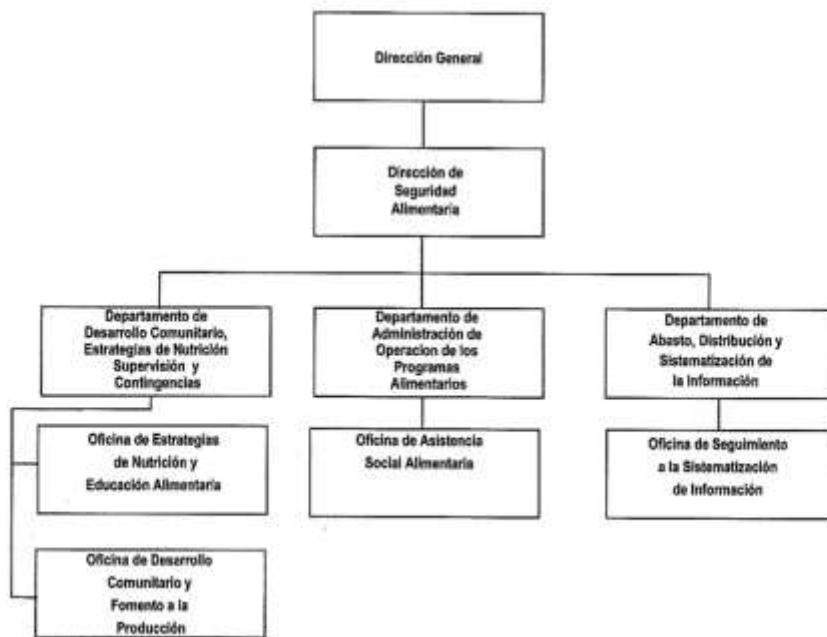 Dirección General
Dirección de
Seguridad
Alimentaria
Departamento de
Desarrollo Comunitario,
Estrategias de Nutrición
Supervisión y
Contingencias
Departamento de
Administración de
Operacion de los
Programas
Alimentarios
Departamento de
Abasto, Distribución y
Sistematización de
la Información
Oficina de Estrategias
de Nutrición y
Educación Alimentaria
Oficina de Asistencia
Social Alimentaria
Oficina de Seguimiento
a la Sistematización
de Información
Oficina de Desarrollo
Comunitario y
Fomento a la
Producción